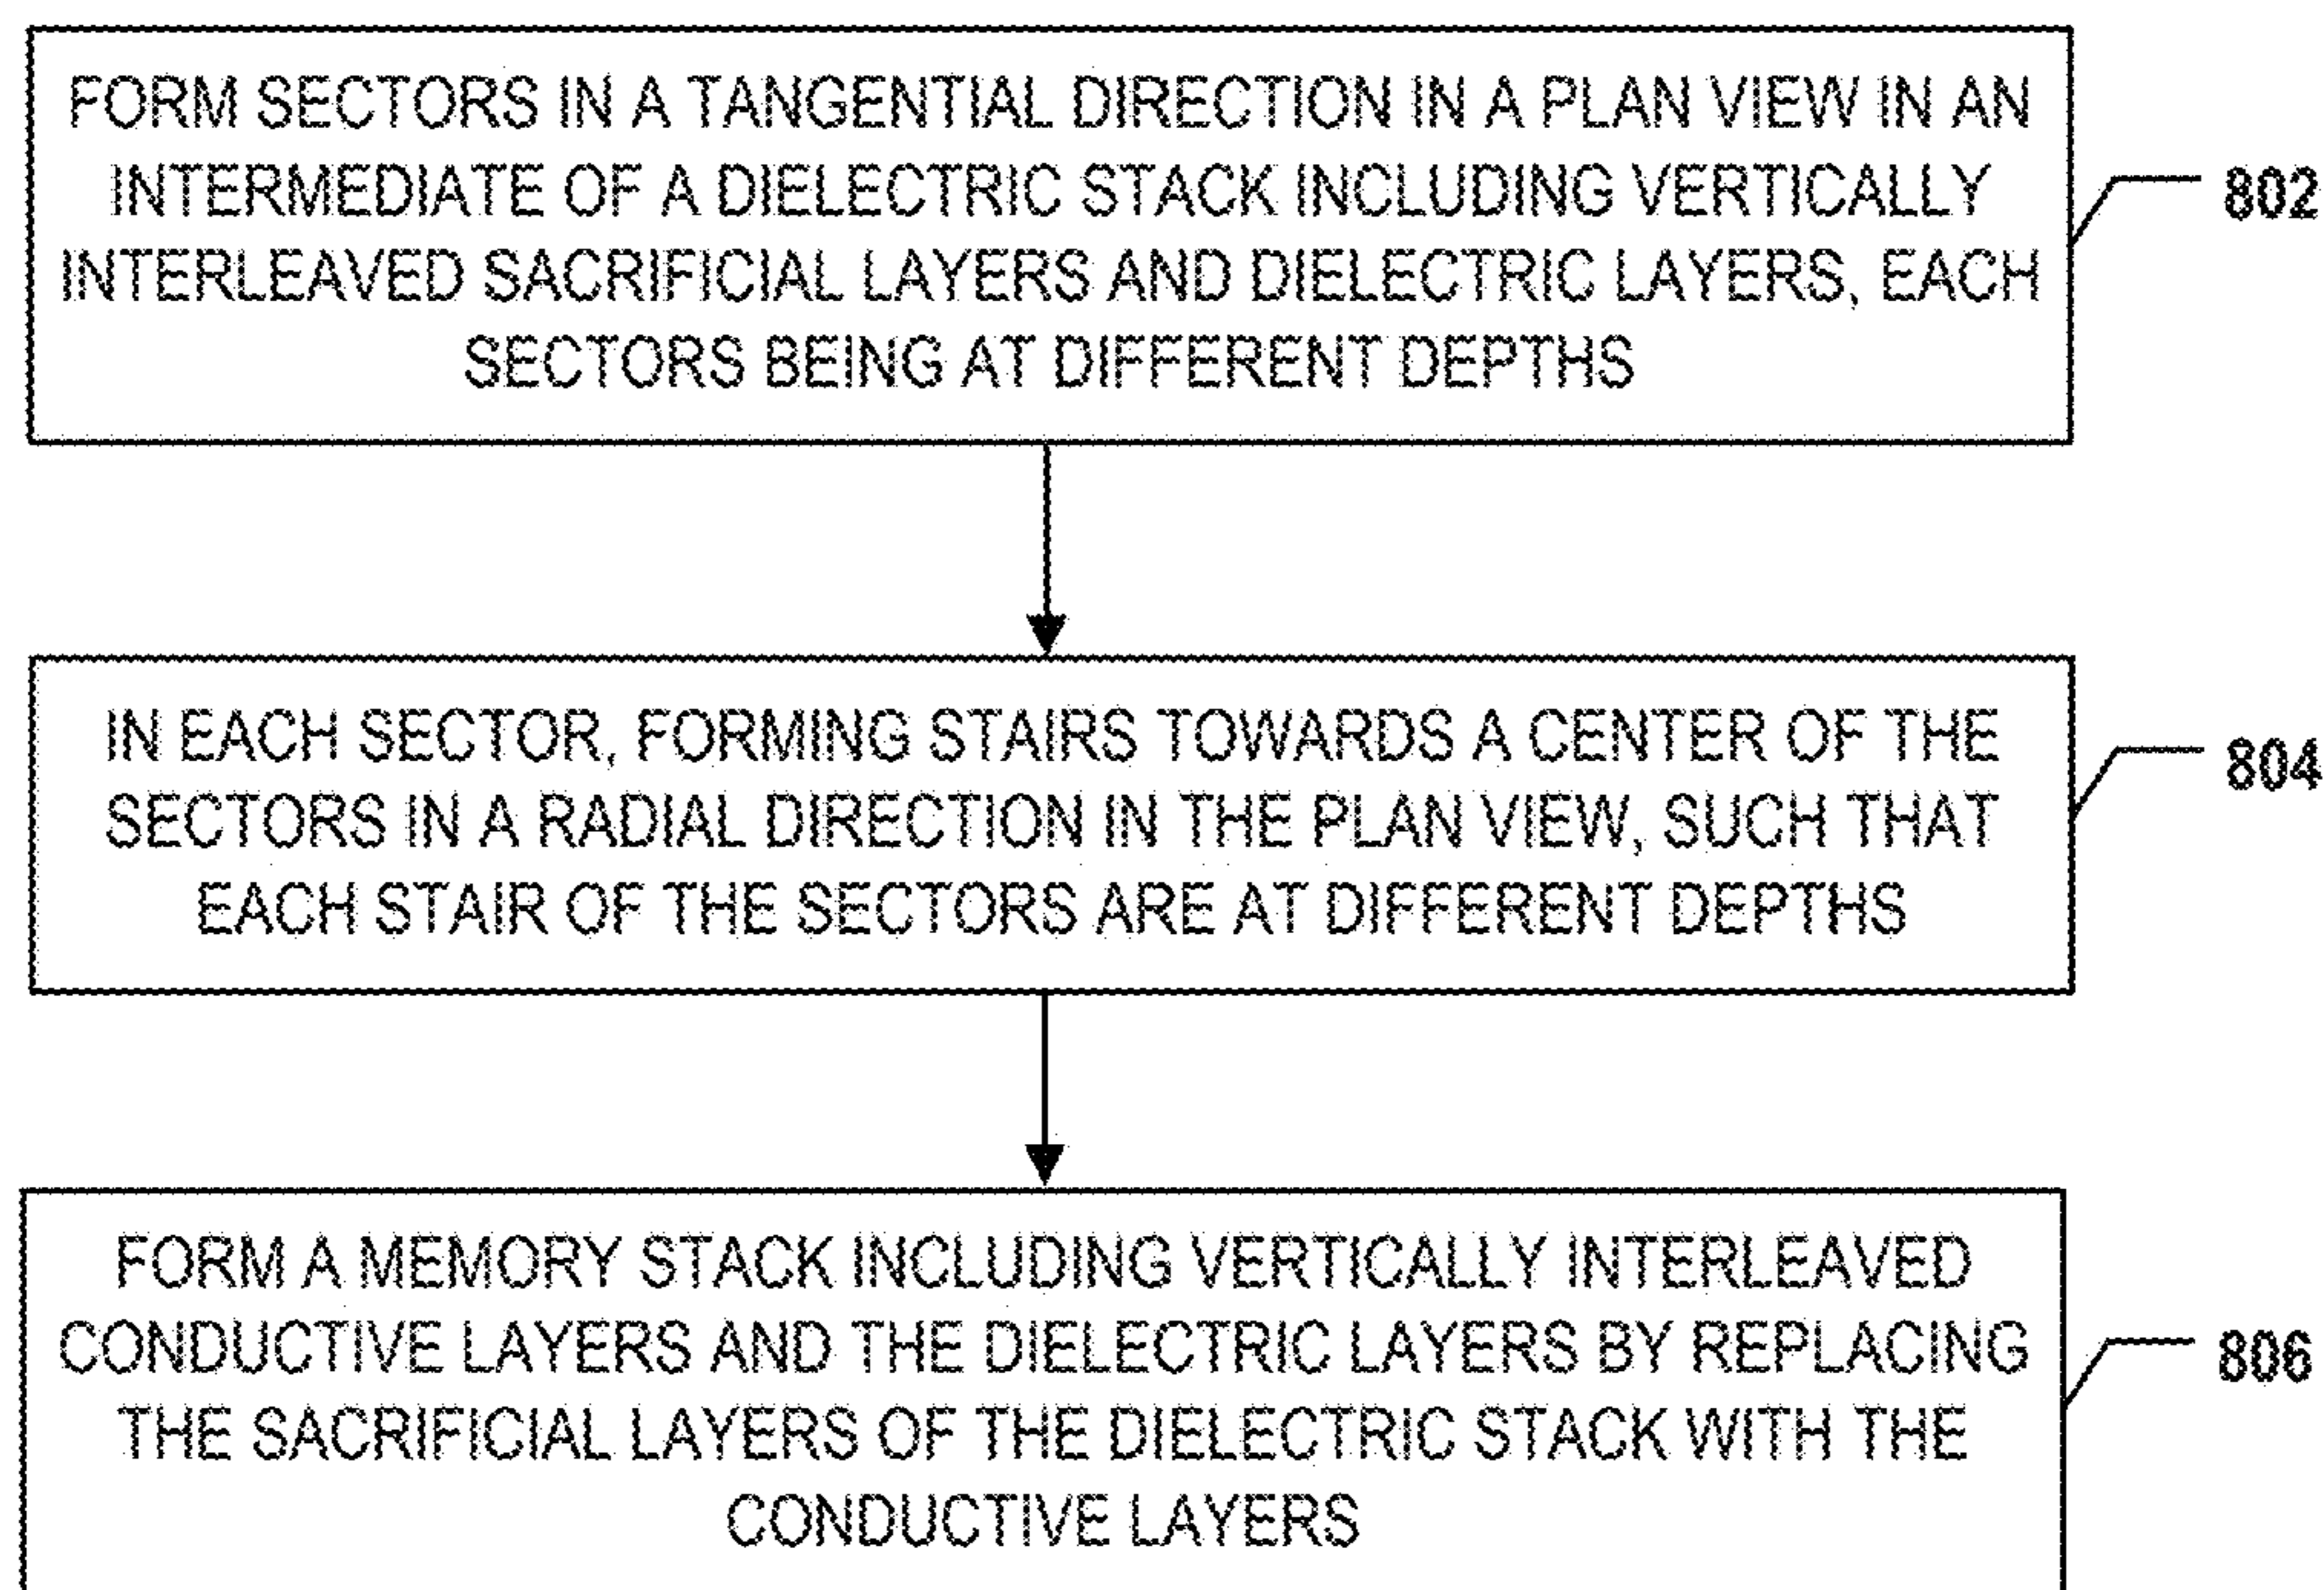 FORM SECTORS IN A TANGENTIAL DIRECTION IN A PLAN VIEW IN AN
INTERMEDIATE OF A DIELECTRIC STACK INCLUDING VERTICALLY
INTERLEAVED SACRIFICIAL LAYERS AND DIELECTRIC LAYERS, EACH
SECTORS BEING AT DIFFERENT DEPTHS
802
IN EACH SECTOR, FORMING STAIRS TOWARDS A CENTER OF THE
SECTORS IN A RADIAL DIRECTION IN THE PLAN VIEW, SUCH THAT
EACH STAIR OF THE SECTORS ARE AT DIFFERENT DEPTHS
804
FORM A MEMORY STACK INCLUDING VERTICALLY INTERLEAVED
CONDUCTIVE LAYERS AND THE DIELECTRIC LAYERS BY REPLACING
THE SACRIFICIAL LAYERS OF THE DIELECTRIC STACK WITH THE
CONDUCTIVE LAYERS
806